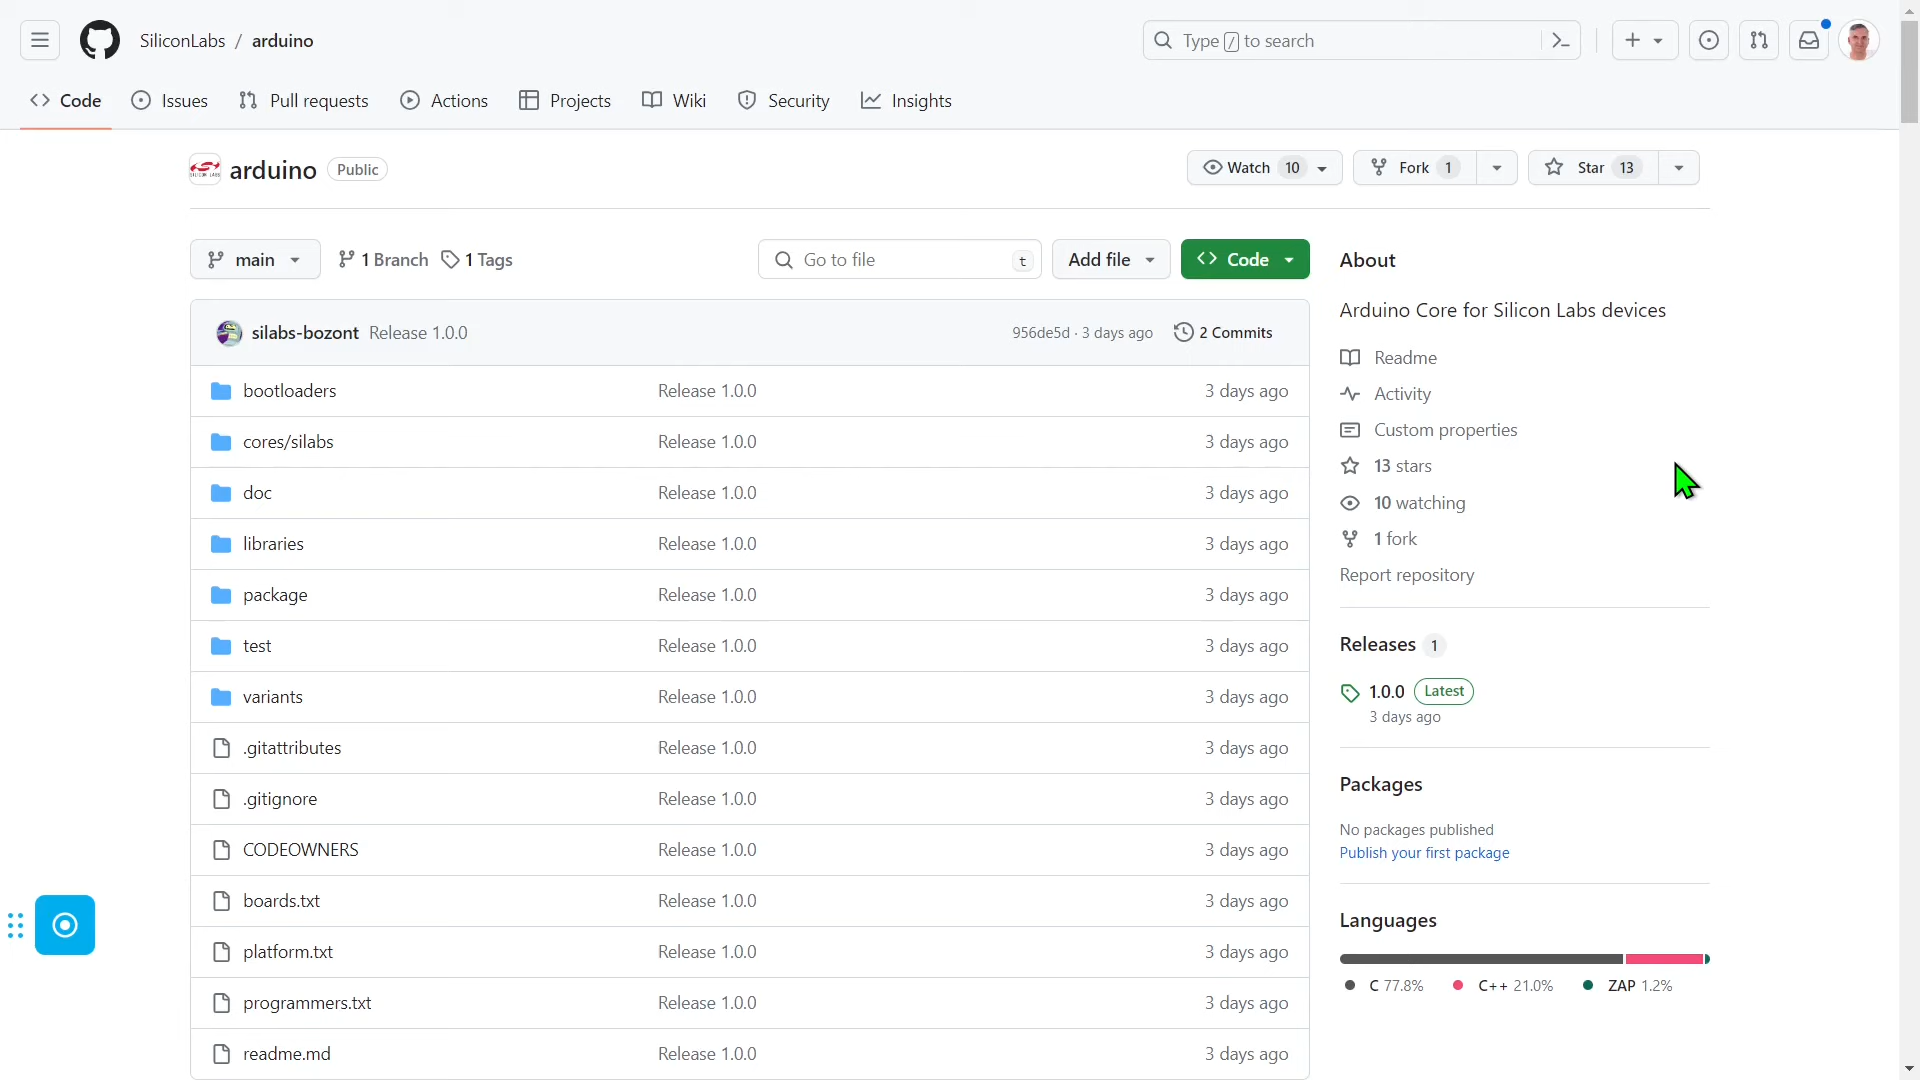 SiliconLabs / arduino
Type / to search
Code
Issues
Pull requests
Actions
Projects
Wiki
Security
Insights
arduino Public
Watch 10
Fork 1
Star 13
main
1 Branch
1 Tags
Go to file t
Add file
Code
silabs-bozont Release 1.0.0 956de5d · 3 days ago 2 Commits
bootloaders Release 1.0.0 3 days ago
cores/silabs Release 1.0.0 3 days ago
doc Release 1.0.0 3 days ago
libraries Release 1.0.0 3 days ago
package Release 1.0.0 3 days ago
test Release 1.0.0 3 days ago
variants Release 1.0.0 3 days ago
.gitattributes Release 1.0.0 3 days ago
.gitignore Release 1.0.0 3 days ago
CODEOWNERS Release 1.0.0 3 days ago
boards.txt Release 1.0.0 3 days ago
platform.txt Release 1.0.0 3 days ago
programmers.txt Release 1.0.0 3 days ago
readme.md Release 1.0.0 3 days ago
About
Arduino Core for Silicon Labs devices
Readme
Activity
Custom properties
13 stars
10 watching
1 fork
Report repository
Releases 1
1.0.0 Latest
3 days ago
Packages
No packages published
Publish your first package
Languages
C 77.8% C++ 21.0% ZAP 1.2%